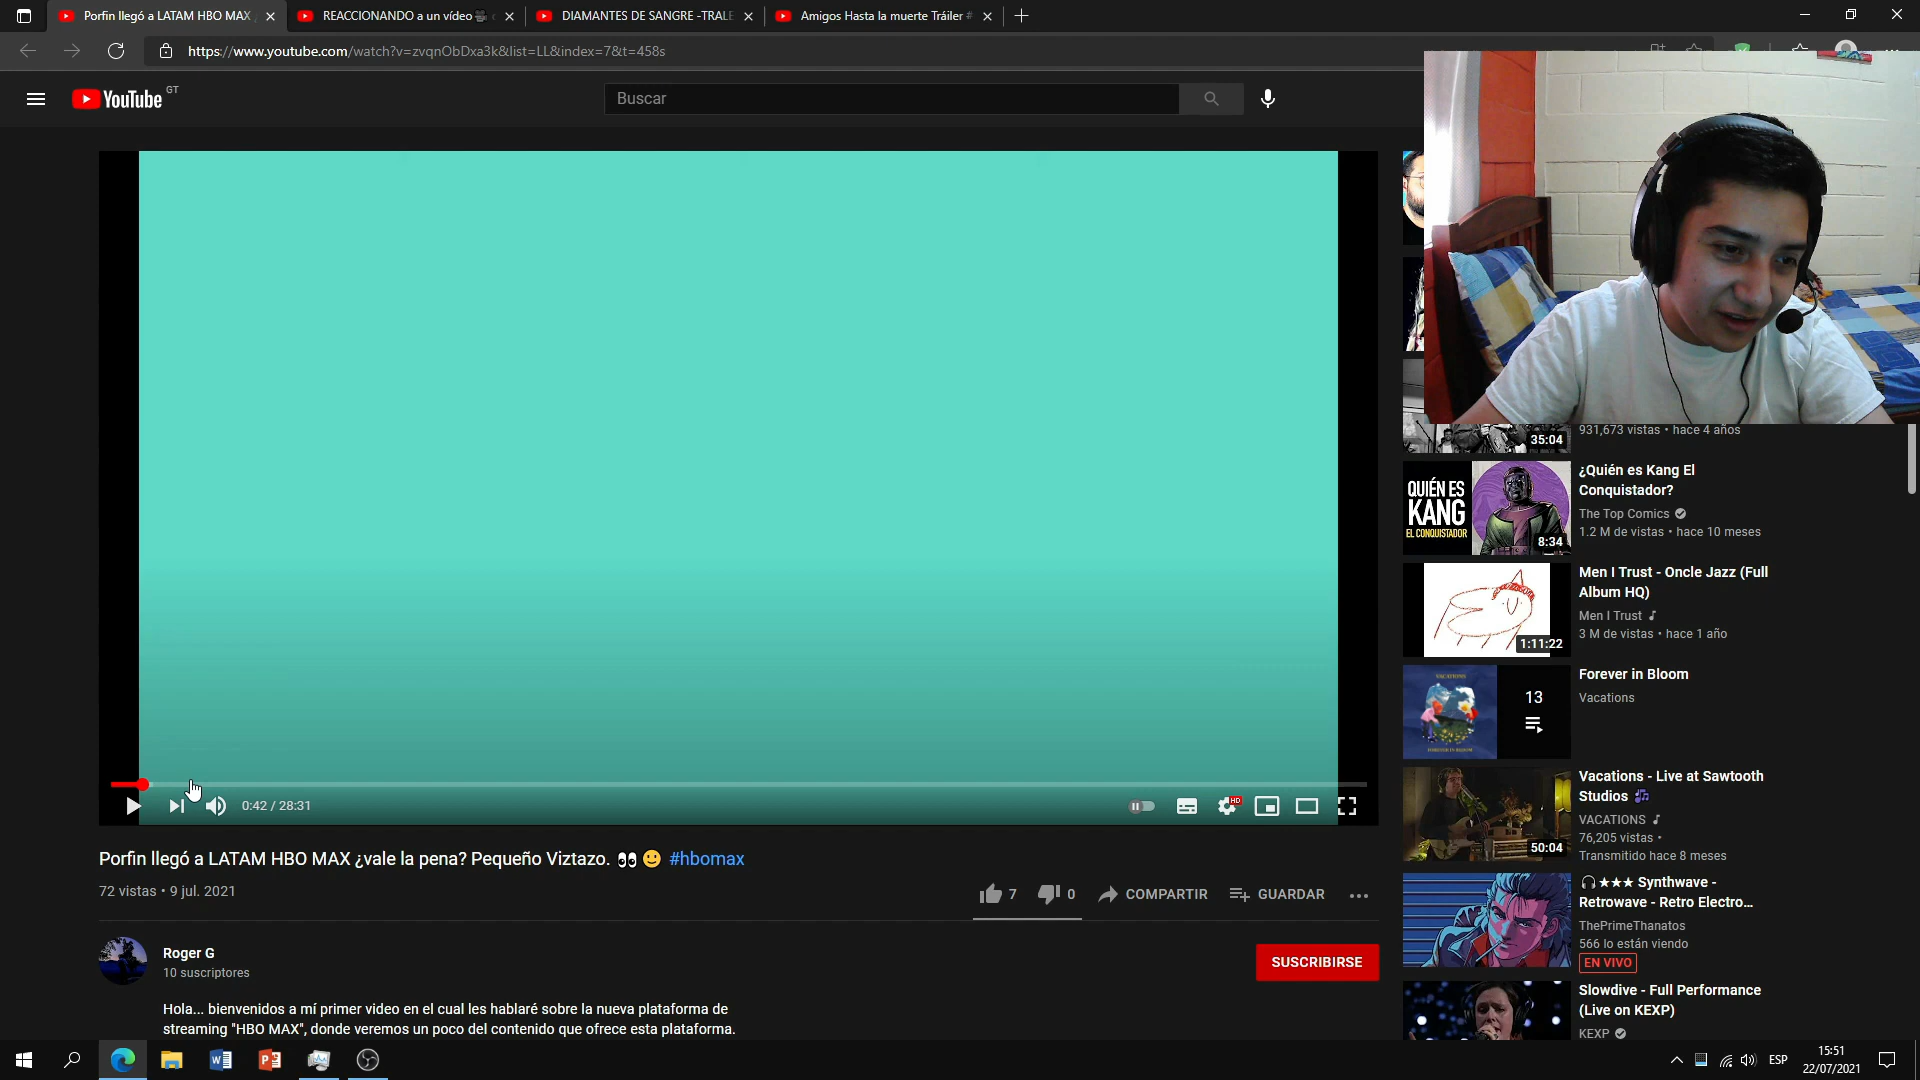 Porfin llegó a LATAM HBO MAX
REACCIONANDO a un vídeo
DIAMANTES DE SANGRE -TRALE
Amigos Hasta la muerte Tráiler #
https://www.youtube.com/watch?v=zvqnObDxa3k&list=LL&index=7&t=458s
YouTube GT
Buscar
35:04
931,673 vistas • hace 4 años
QUIÉN ES
KANG
EL CONQUISTADOR
8:34
¿Quién es Kang El
Conquistador?
The Top Comics
1.2 M de vistas • hace 10 meses
1:11:22
Men I Trust - Oncle Jazz (Full
Album HQ)
Men I Trust
3 M de vistas • hace 1 año
VACATIONS
FOREVER IN BLOOM
13
Forever in Bloom
Vacations
50:04
Vacations - Live at Sawtooth
Studios 🎶
VACATIONS
76,205 vistas •
Transmitido hace 8 meses
🎧★★★ Synthwave -
Retrowave - Retro Electro...
ThePrimeThanatos
566 lo están viendo
EN VIVO
Slowdive - Full Performance
(Live on KEXP)
KEXP
0:42 / 28:31
HD
Porfin llegó a LATAM HBO MAX ¿vale la pena? Pequeño Viztazo. 👀🙂 #hbomax
72 vistas • 9 jul. 2021
7
0
COMPARTIR
GUARDAR
Roger G
10 suscriptores
SUSCRIBIRSE
Hola... bienvenidos a mí primer video en el cual les hablaré sobre la nueva plataforma de
streaming "HBO MAX", donde veremos un poco del contenido que ofrece esta plataforma.
ESP
15:51
22/07/2021